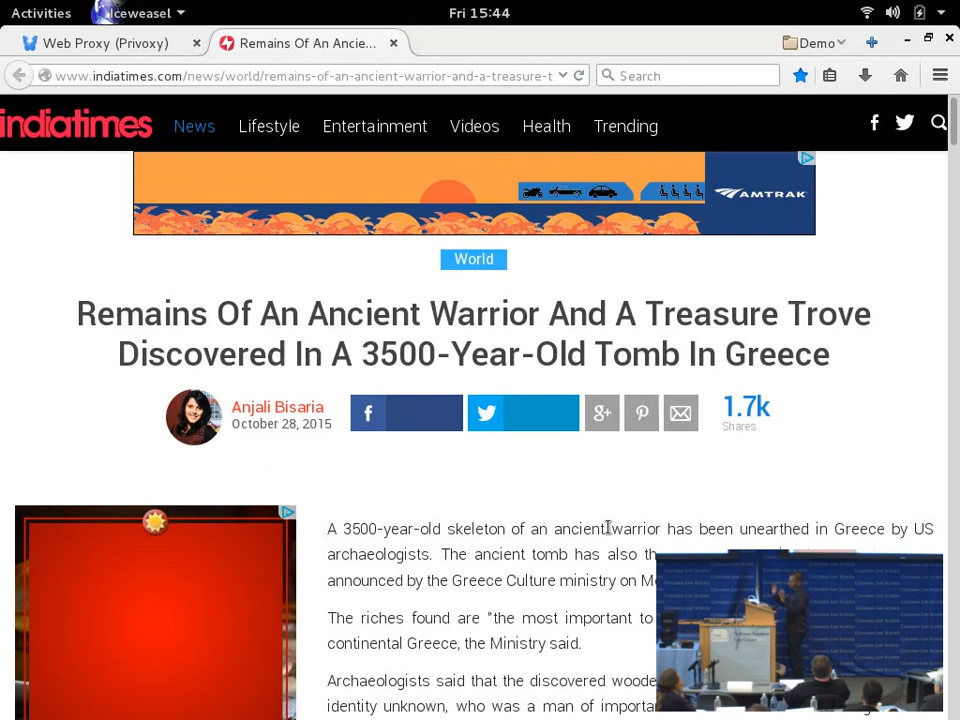 Activities Iceweasel Fri 15:44
Web Proxy (Privoxy) × Remains Of An Ancie... × Demo
www.indiatimes.com/news/world/remains-of-an-ancient-warrior-and-a-treasure-t Search
indiatimes News Lifestyle Entertainment Videos Health Trending
AMTRAK
World
Remains Of An Ancient Warrior And A Treasure Trove
Discovered In A 3500-Year-Old Tomb In Greece
Anjali Bisaria
October 28, 2015
1.7k
Shares
A 3500-year-old skeleton of an ancient warrior has been unearthed in Greece by US
archaeologists. The ancient tomb has also
announced by the Greece Culture ministry on
The riches found are "the most important to
continental Greece, the Ministry said.
Archaeologists said that the discovered
identity unknown, who was a man of